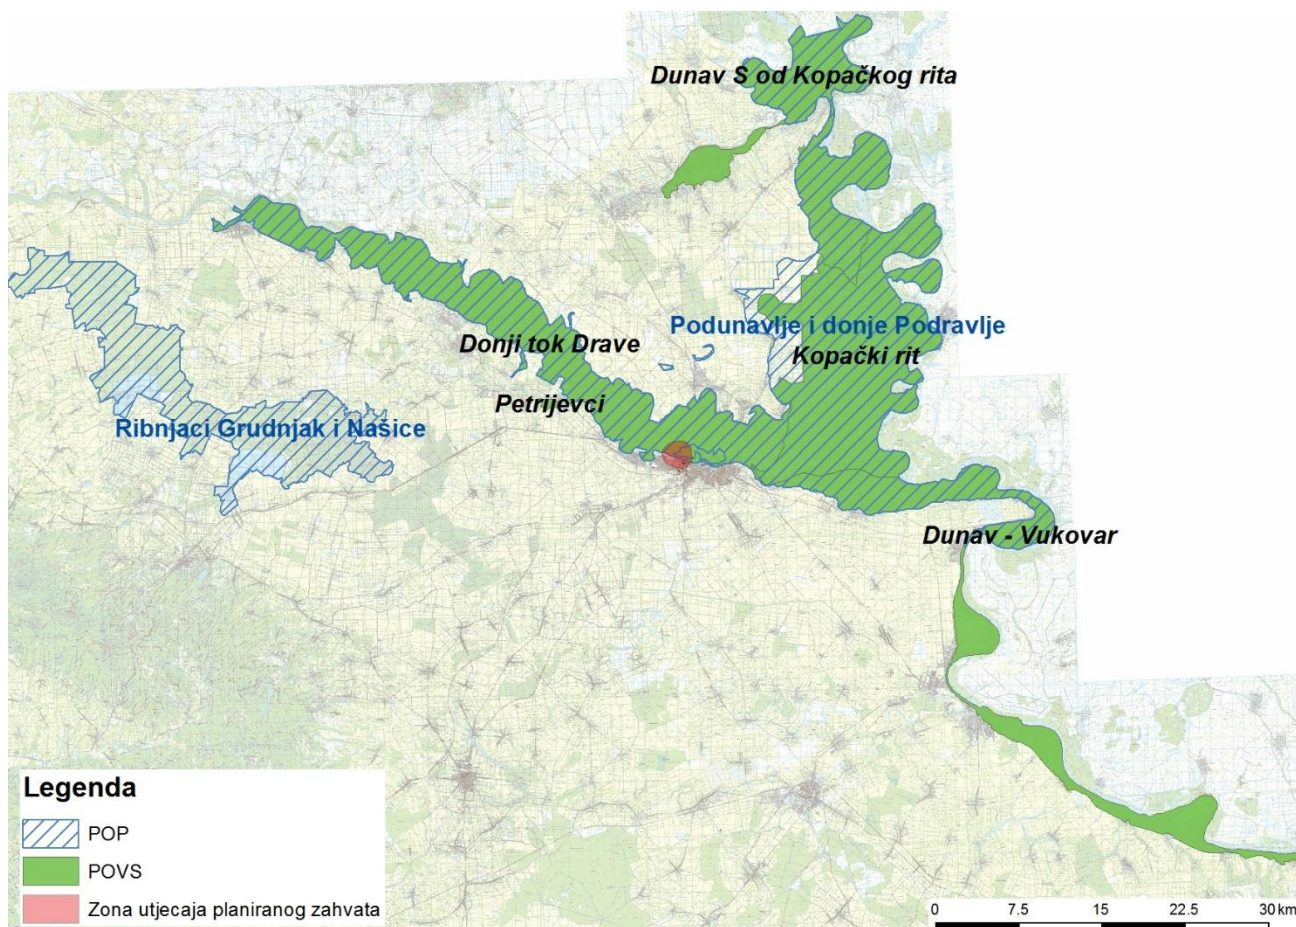 Dunav S od Kopačkog rita
Podunavlje i donje Podravlje
Donji tok Drave
Kopački rit
Petrijevci
Ribnjaci Grudnjak i Našice
Dunav - Vukovar
Legenda
POP
POVS
Zona utjecaja planiranog zahvata
0 7.5 15 22.5 30 km